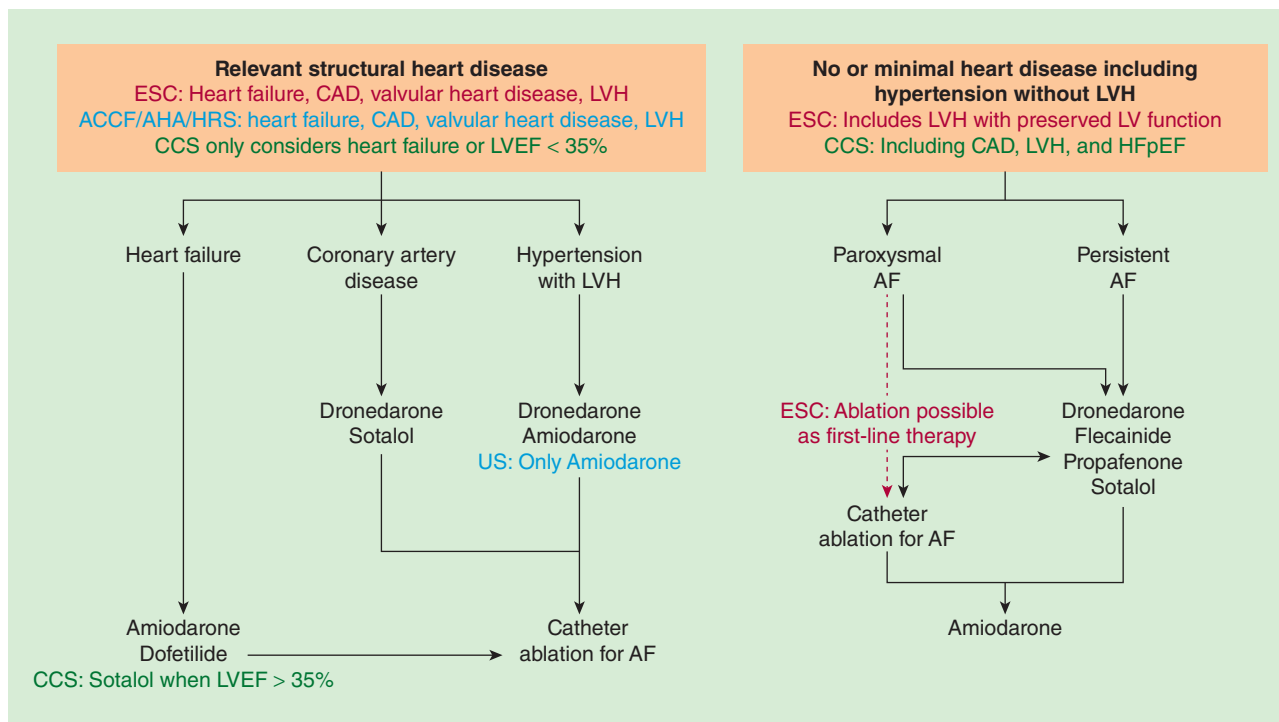 Relevant structural heart disease
ESC: Heart failure, CAD, valvular heart disease, LVH
ACCF/AHA/HRS: heart failure, CAD, valvular heart disease, LVH
CCS only considers heart failure or LVEF < 35%
Heart failure
Coronary artery
disease
Hypertension
with LVH
Dronedarone
Sotalol
Dronedarone
Amiodarone
US: Only Amiodarone
Amiodarone
Dofetilide
CCS: Sotalol when LVEF > 35%
Catheter
ablation for AF
No or minimal heart disease including
hypertension without LVH
ESC: Includes LVH with preserved LV function
CCS: Including CAD, LVH, and HFpEF
Paroxysmal
AF
Persistent
AF
ESC: Ablation possible
as first-line therapy
Dronedarone
Flecainide
Propafenone
Sotalol
Catheter
ablation for AF
Amiodarone